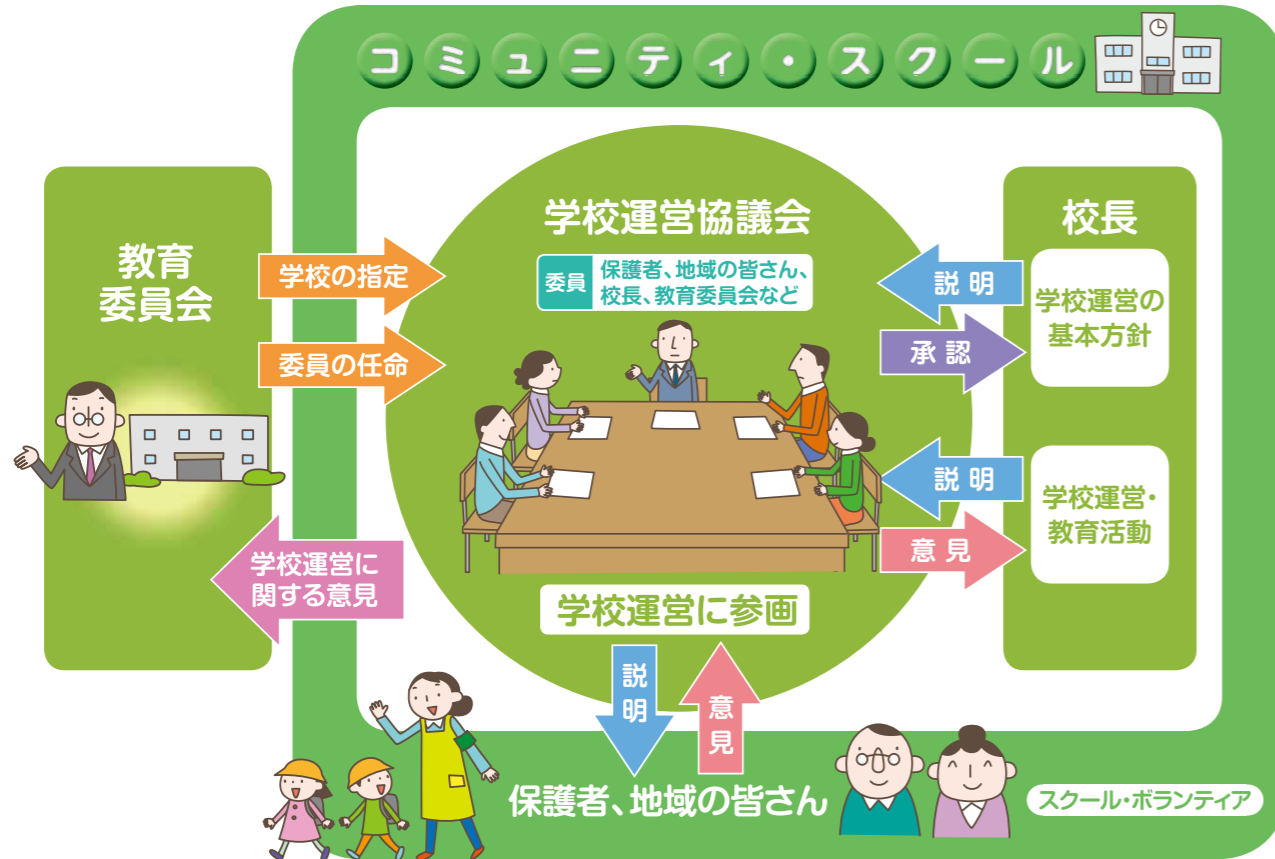 コミュニティ・スクール
教育
委員会
学校の指定
委員の任命
学校運営に
関する意見
学校運営協議会
委員
保護者、地域の皆さん、
校長、教育委員会など
学校運営に参画
説明
意見
校長
説明
学校運営の
基本方針
承認
説明
学校運営・
教育活動
意見
保護者、地域の皆さん
スクール・ボランティア